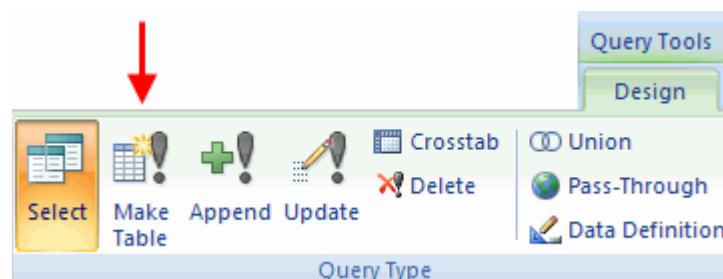 Query Tools
Design
Select
Make
Table
Append
Update
Crosstab
Delete
Union
Pass-Through
Data Definition
Query Type